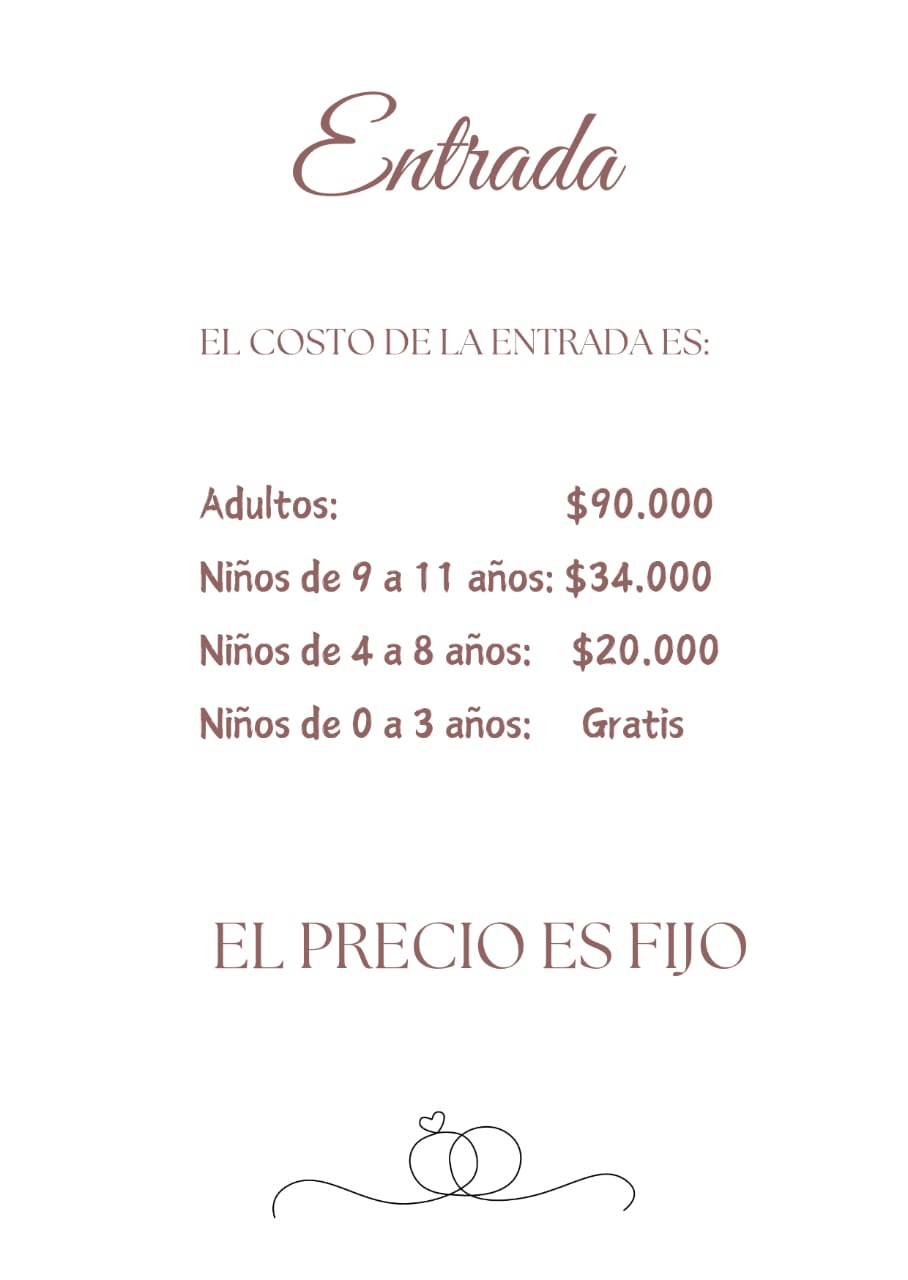 Entrada
EL COSTO DE LA ENTRADA ES:
Adultos: $90.000
Niños de 9 a 11 años: $34.000
Niños de 4 a 8 años: $20.000
Niños de 0 a 3 años: Gratis
EL PRECIO ES FIJO